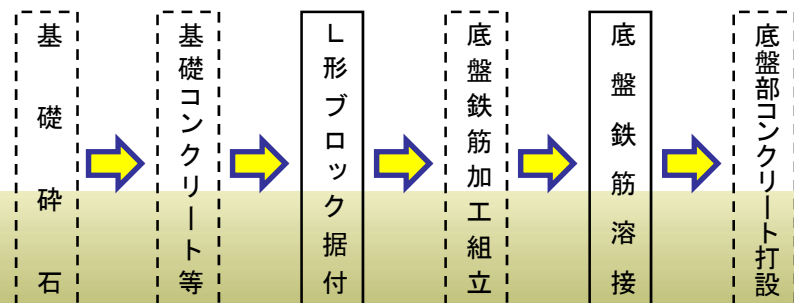 基礎砕石
基礎コンクリート等
L形ブロック据付
底盤鉄筋加工組立
底盤鉄筋溶接
底盤部コンクリート打設